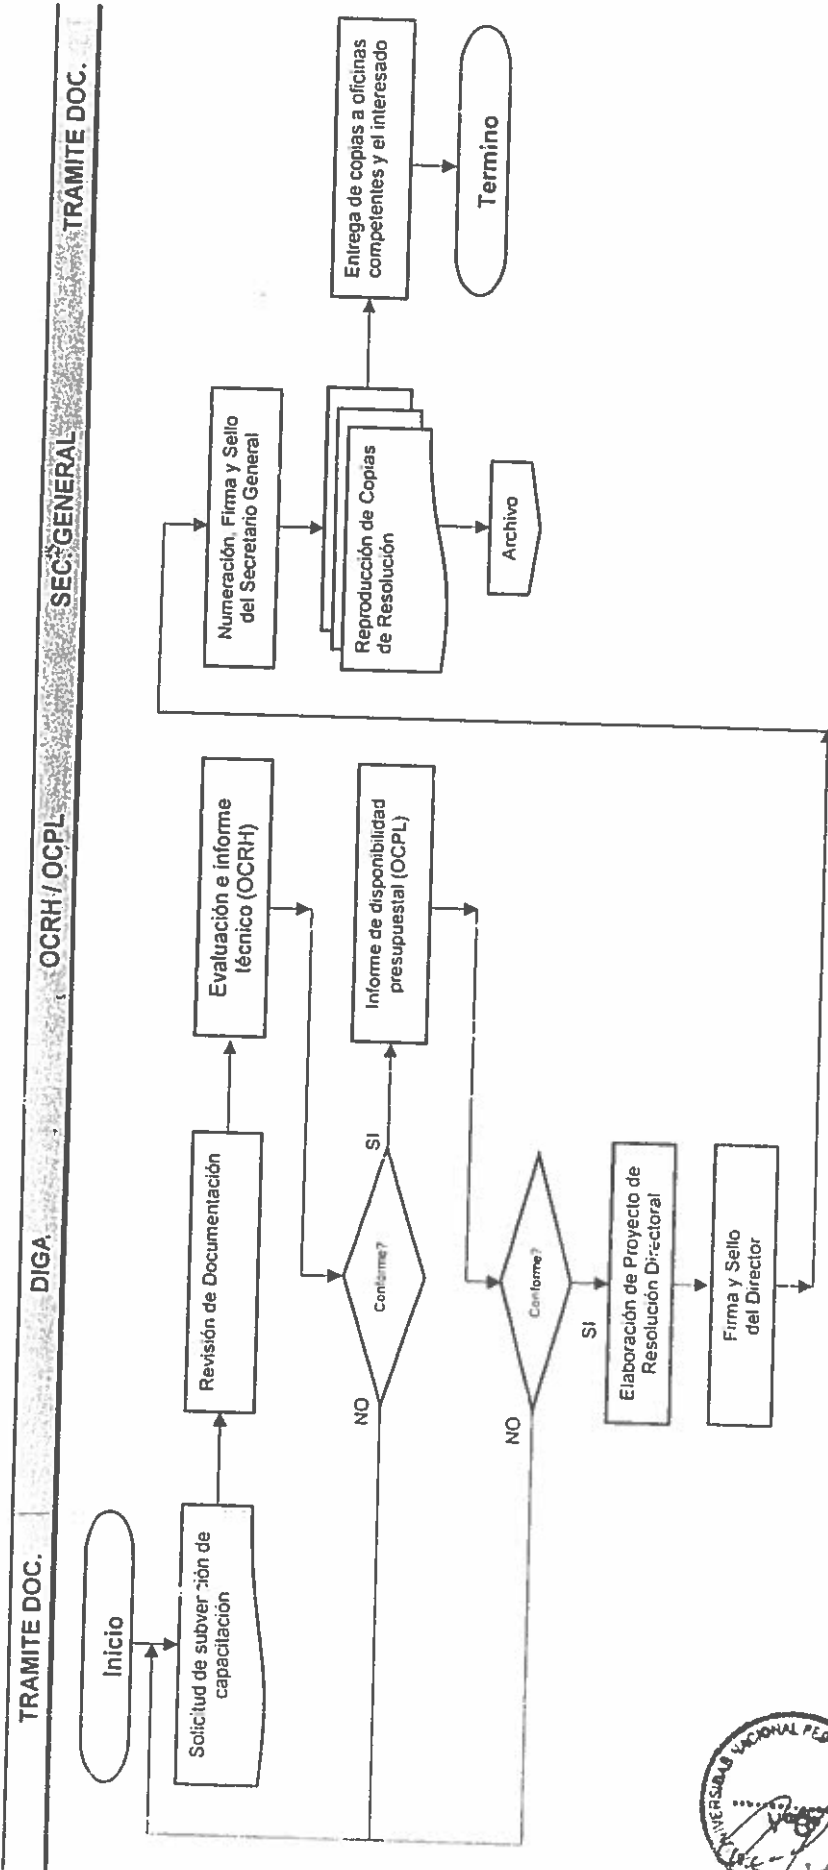 TRAMITE DOC.
DIGA
OCRH / OCPL
SEC. GENERAL
TRAMITE DOC.
Inicio
Solicitud de subvención de
capacitación
Revisión de Documentación
Evaluación e informe
técnico (OCRH)
Conforme?
NO
SI
Informe de disponibilidad
presupuestal (OCPL)
Conforme?
NO
SI
Elaboración de Proyecto de
Resolución Directoral
Firma y Sello
del Director
Numeración, Firma y Sello
del Secretario General
Reproducción de Copias
de Resolución
Archivo
Entrega de copias a oficinas
competentes y el interesado
Termino
UNIVERSIDAD NACIONAL PED